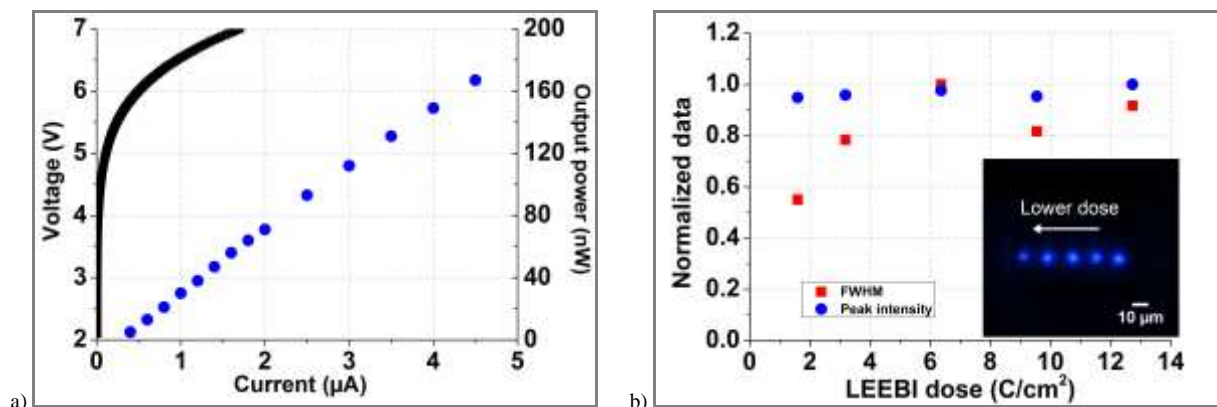 7
6
5
4
3
2
Voltage (V)
200
160
120
80
40
0
Output power (nW)
0 1 2 3 4 5
Current (µA)
a)
1.2
1.0
0.8
0.6
0.4
0.2
0.0
Normalized data
Lower dose
10 µm
FWHM
Peak intensity
0 2 4 6 8 10 12 14
LEEBI dose (C/cm²)
b)